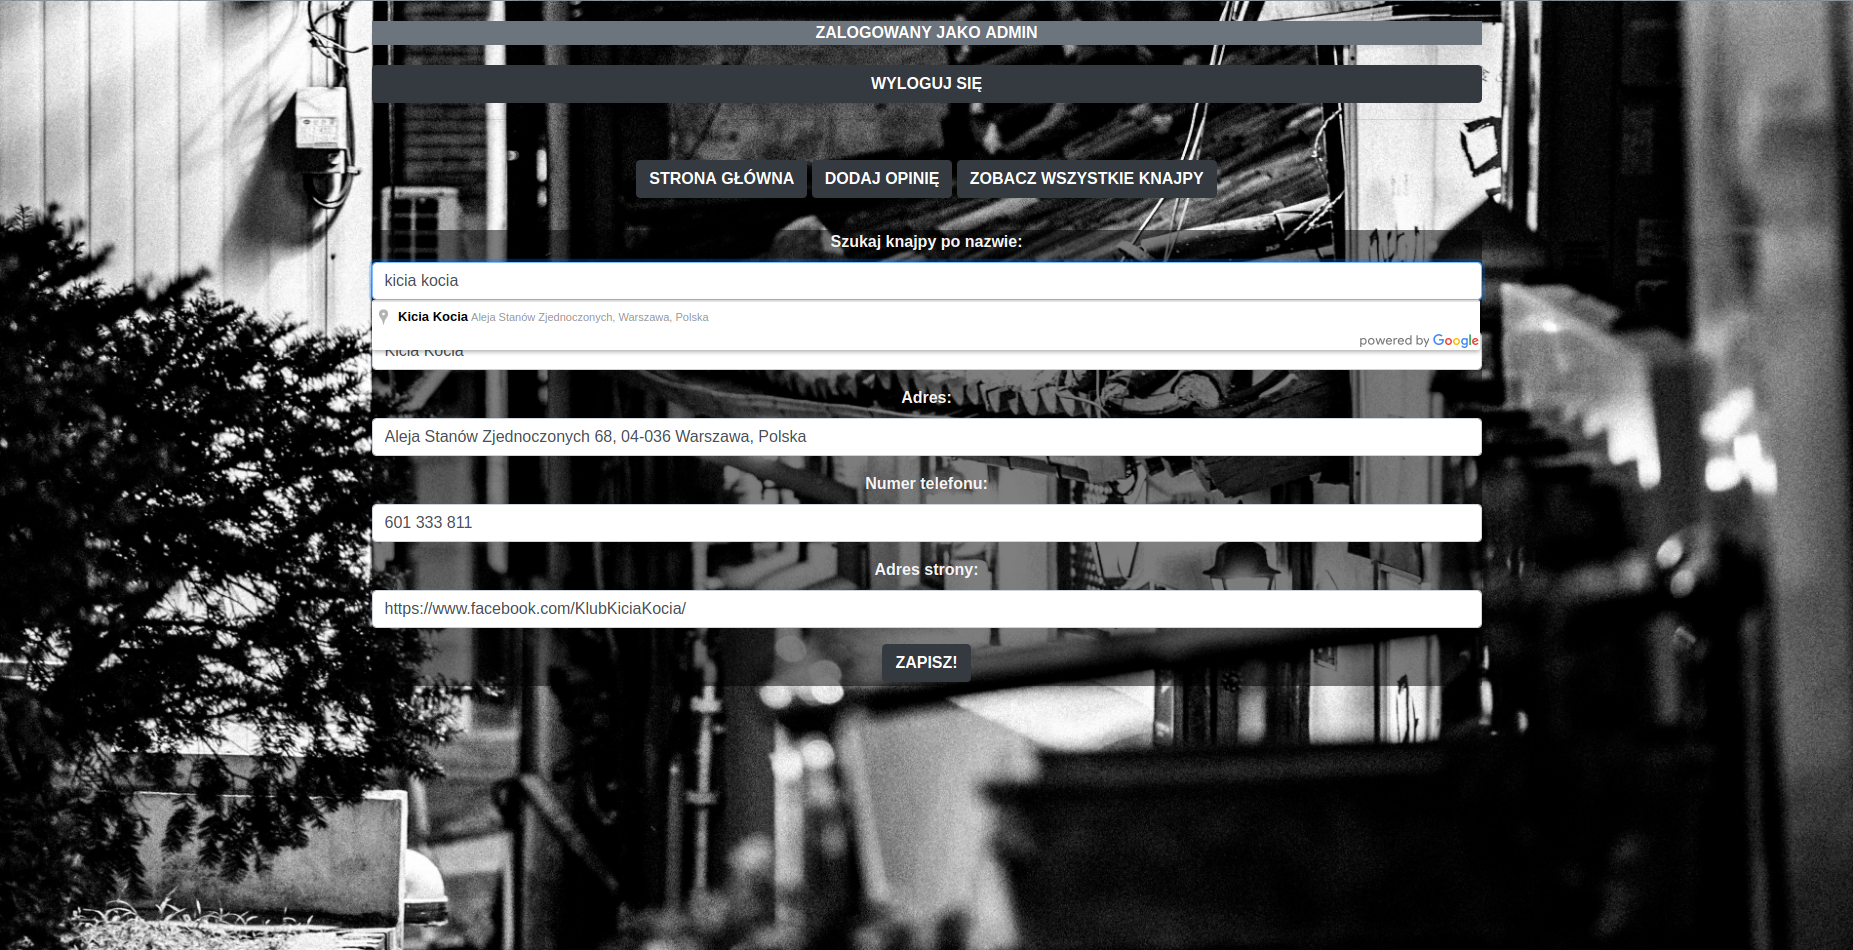 ZALOGOWANY JAKO ADMIN
WYLOGUJ SIĘ
STRONA GŁÓWNA DODAJ OPINIĘ ZOBACZ WSZYSTKIE KNAJPY
Szukaj knajpy po nazwie:
kicia kocia
Kicia Kocia Aleja Stanów Zjednoczonych, Warszawa, Polska
powered by Google
Kicia Kocia
Adres:
Aleja Stanów Zjednoczonych 68, 04-036 Warszawa, Polska
Numer telefonu:
601 333 811
Adres strony:
https://www.facebook.com/KlubKiciaKocia/
ZAPISZ!